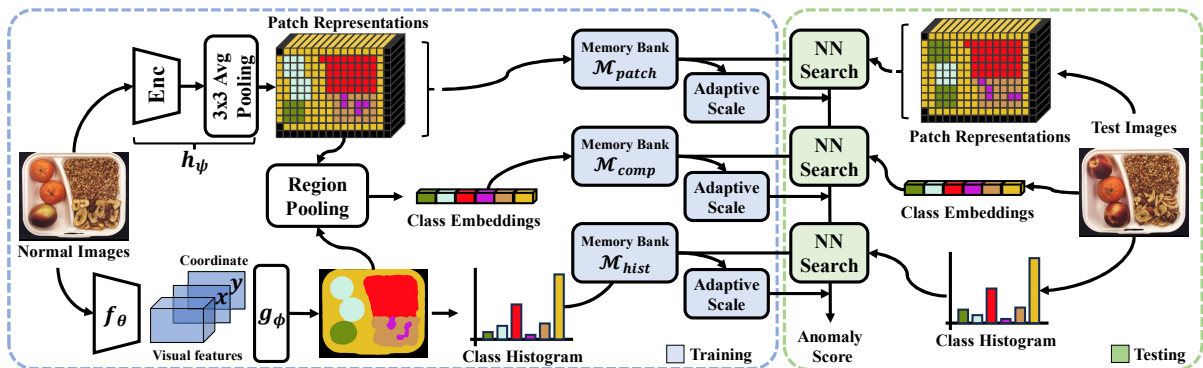 Patch Representations
Enc
3x3 Avg
Pooling
h_ψ
Normal Images
Region
Pooling
Class Embeddings
f_θ
Coordinate
x y
Visual features
g_ϕ
Class Histogram
Memory Bank
ℳ_patch
Adaptive
Scale
Memory Bank
ℳ_comp
Adaptive
Scale
Memory Bank
ℳ_hist
Adaptive
Scale
Training
NN
Search
NN
Search
NN
Search
Anomaly
Score
Patch Representations
Test Images
Class Embeddings
Class Histogram
Testing